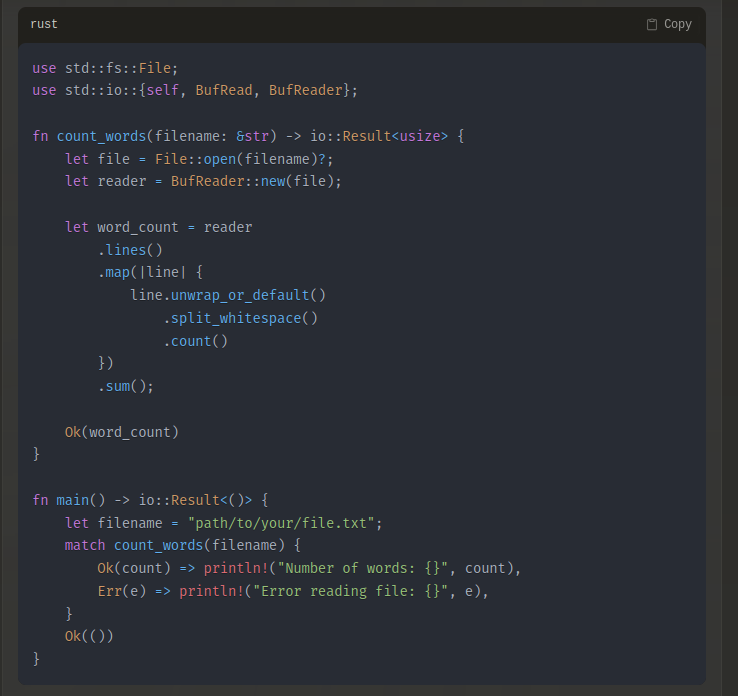 rust
Copy
use std::fs::File;
use std::io::{self, BufRead, BufReader};

fn count_words(filename: &str) -> io::Result<usize> {
    let file = File::open(filename)?;
    let reader = BufReader::new(file);

    let word_count = reader
        .lines()
        .map(|line| {
            line.unwrap_or_default()
                .split_whitespace()
                .count()
        })
        .sum();

    Ok(word_count)
}

fn main() -> io::Result<()> {
    let filename = "path/to/your/file.txt";
    match count_words(filename) {
        Ok(count) => println!("Number of words: {}", count),
        Err(e) => println!("Error reading file: {}", e),
    }
    Ok(())
}